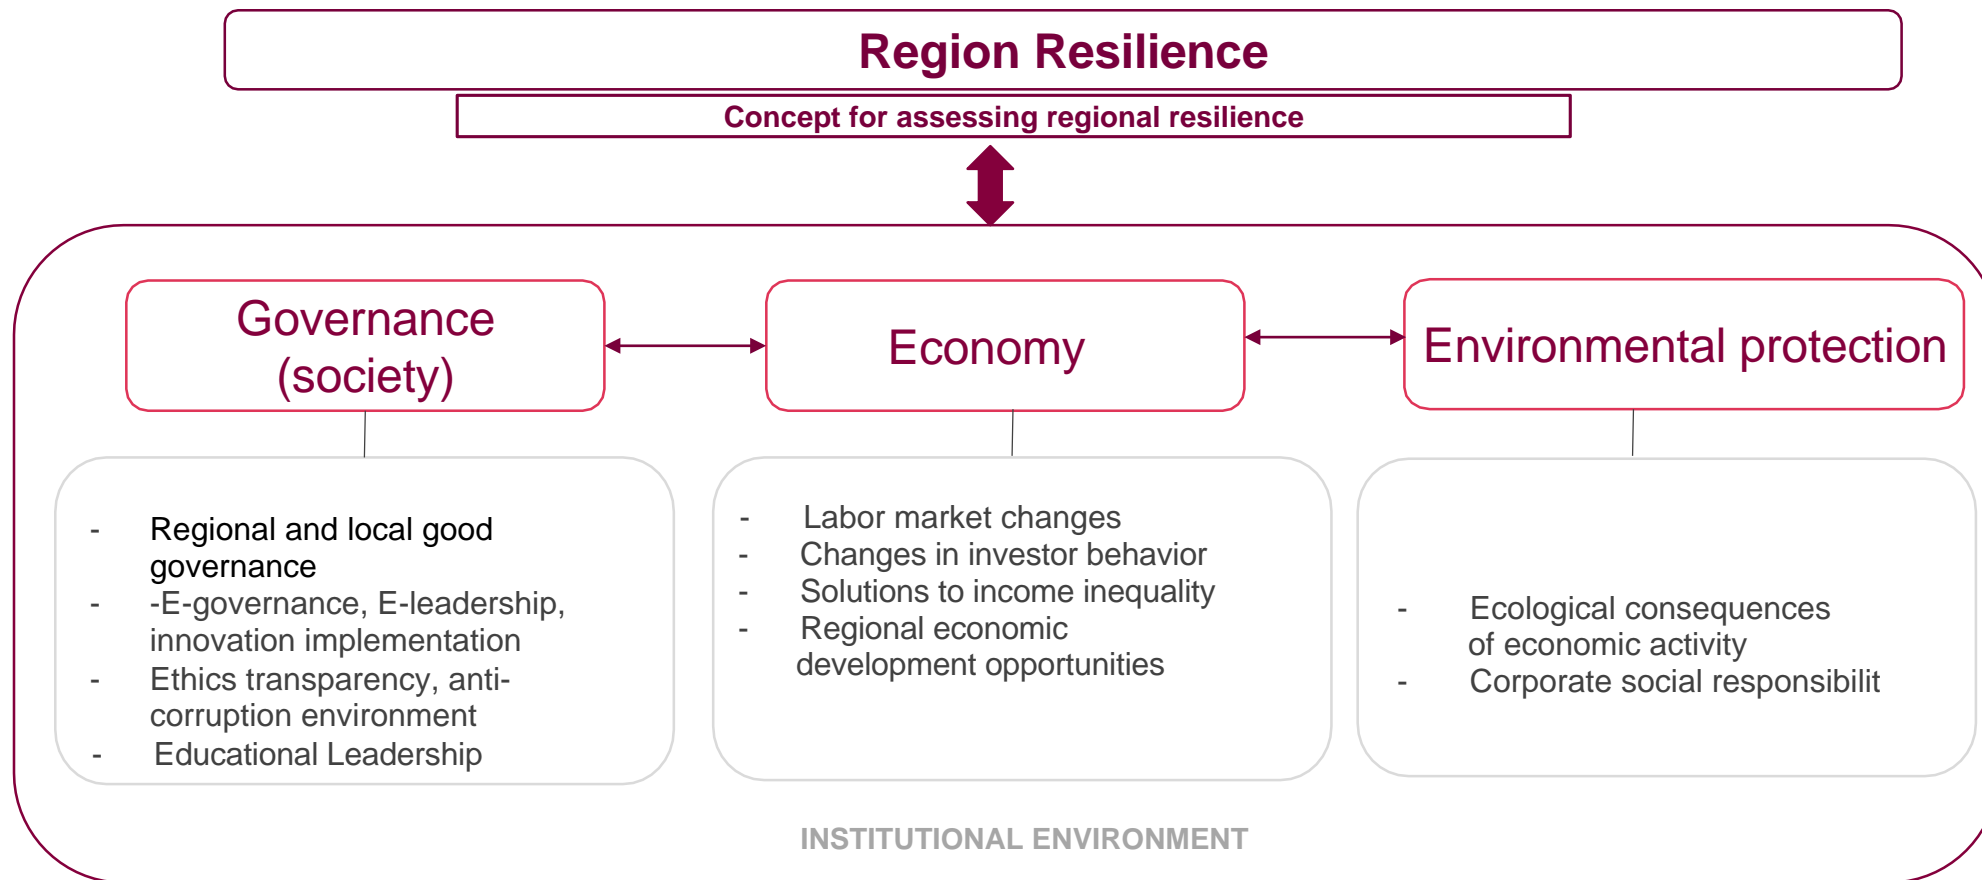 Region Resilience
Concept for assessing regional resilience
Governance
(society)
Economy
Environmental protection
- Regional and local good
governance
- -E-governance, E-leadership,
innovation implementation
- Ethics transparency, anti-
corruption environment
- Educational Leadership
- Labor market changes
- Changes in investor behavior
- Solutions to income inequality
- Regional economic
development opportunities
- Ecological consequences
of economic activity
- Corporate social responsibilit
INSTITUTIONAL ENVIRONMENT